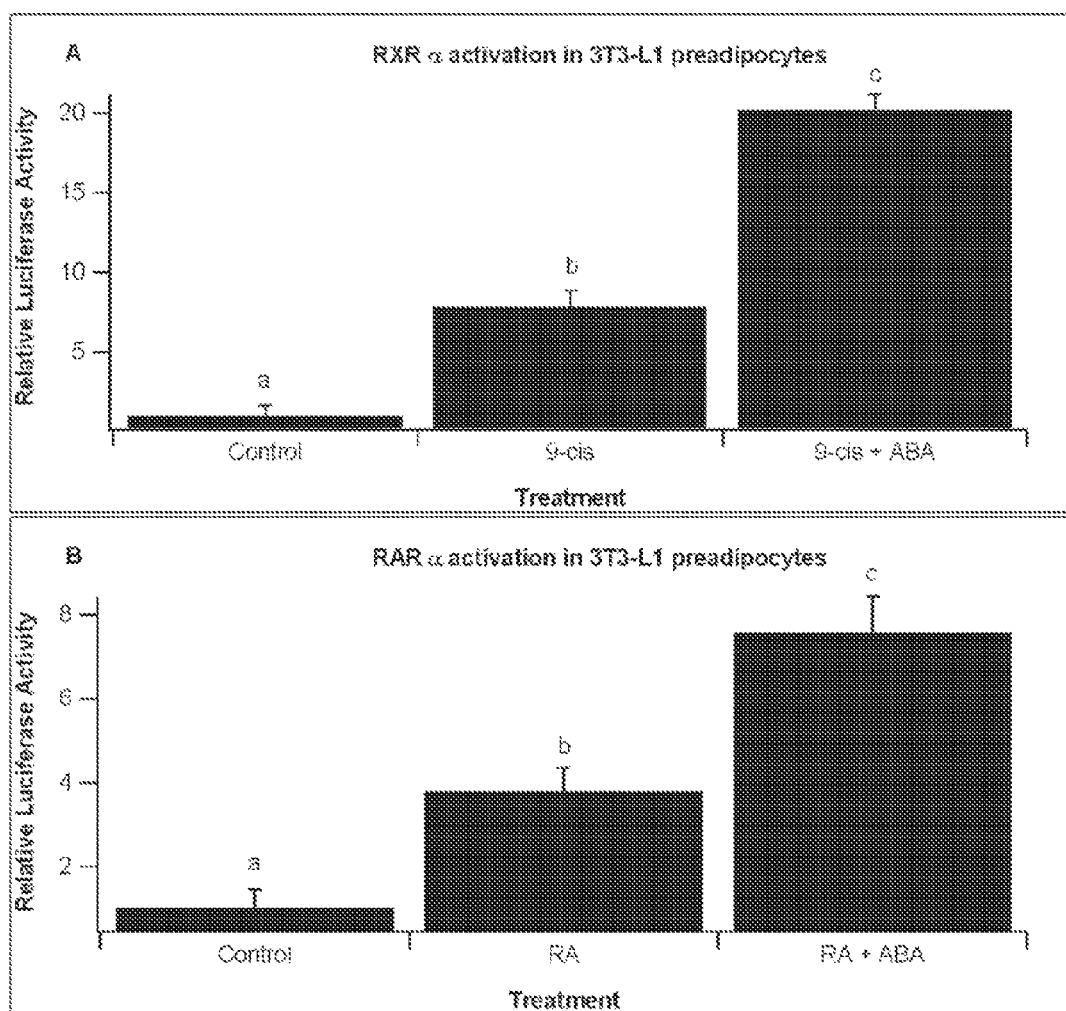 A
RXR α activation in 3T3-L1 preadipocytes
Relative Luciferase Activity
20
15
10
5
a
b
c
Control
9-cis
9-cis + ABA
Treatment
B
RAR α activation in 3T3-L1 preadipocytes
Relative Luciferase Activity
8
6
4
2
a
b
c
Control
RA
RA + ABA
Treatment